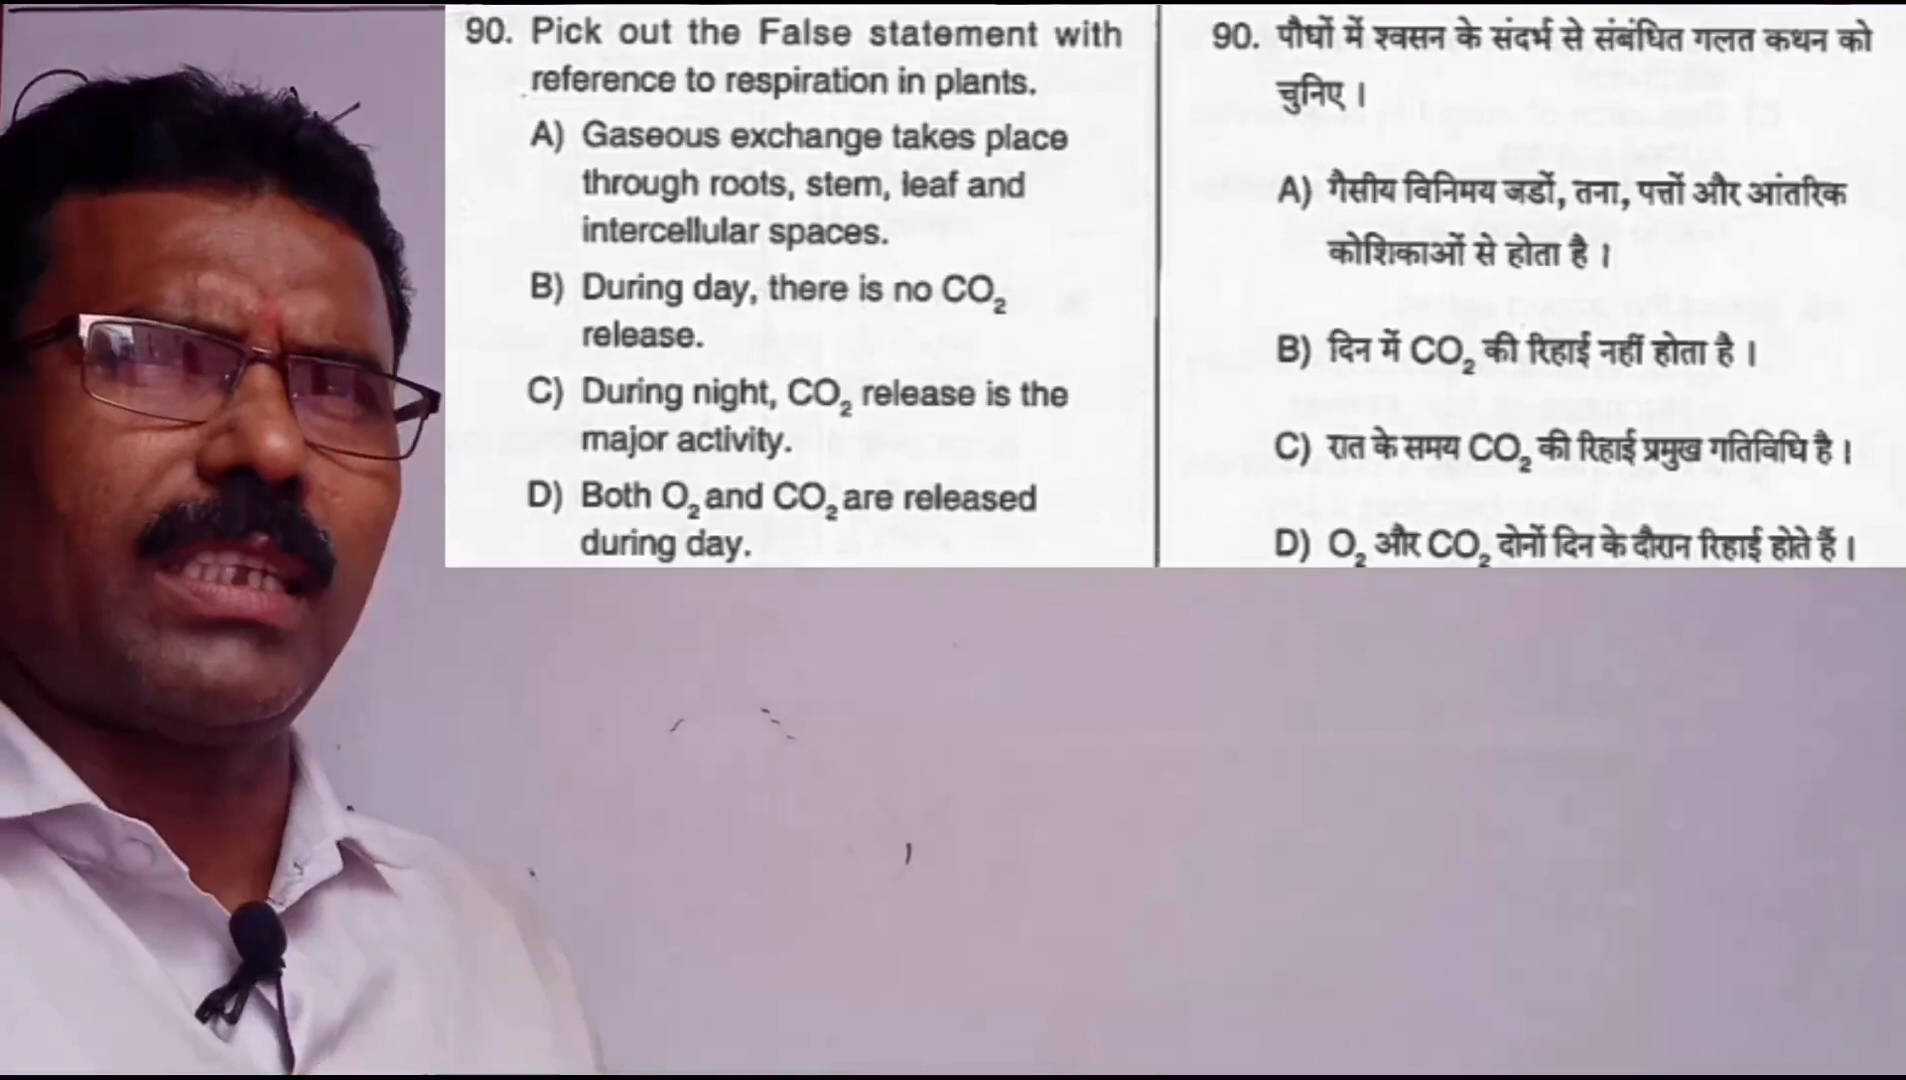 90. Pick out the False statement with
reference to respiration in plants.
A) Gaseous exchange takes place
through roots, stem, leaf and
intercellular spaces.
B) During day, there is no CO₂
release.
C) During night, CO₂ release is the
major activity.
D) Both O₂ and CO₂ are released
during day.
90. पौधों में श्वसन के संदर्भ से संबंधित गलत कथन को
चुनिए ।
A) गैसीय विनिमय जडों, तना, पत्तों और आंतरिक
कोशिकाओं से होता है ।
B) दिन में CO₂ की रिहाई नहीं होता है ।
C) रात के समय CO₂ की रिहाई प्रमुख गतिविधि है ।
D) O₂ और CO₂ दोनों दिन के दौरान रिहाई होते हैं ।